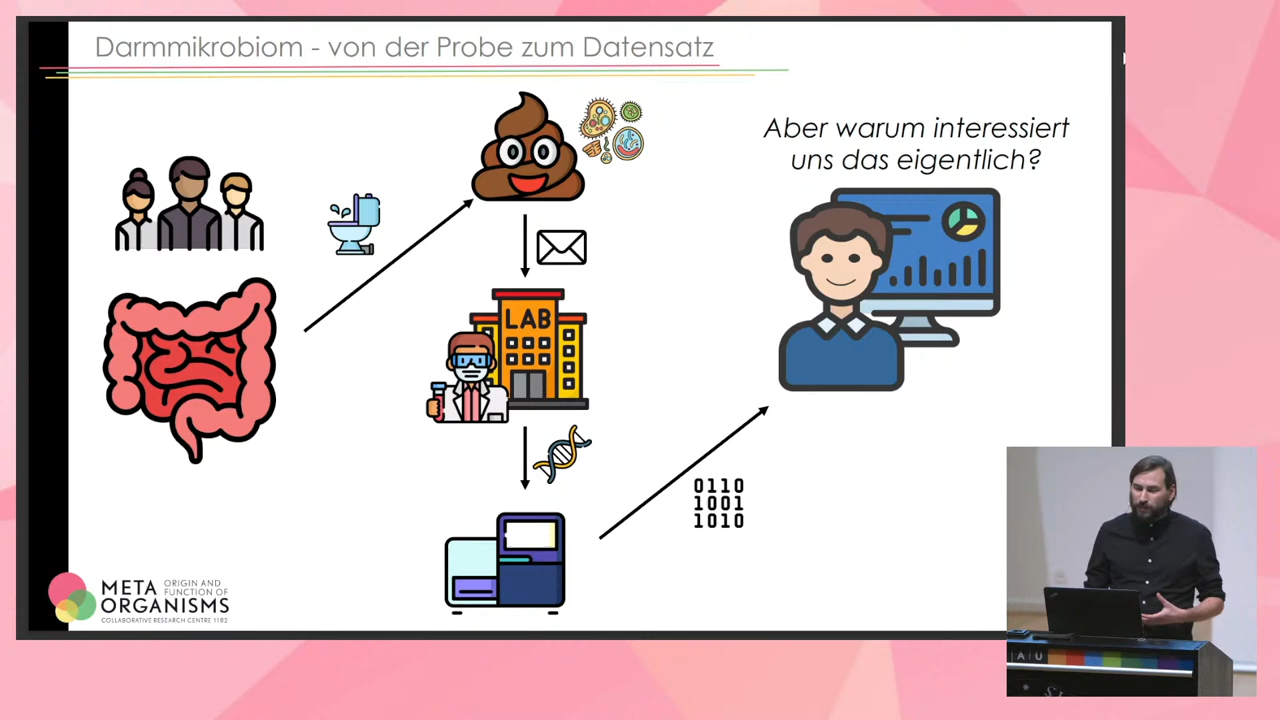 Darmmikrobiom - von der Probe zum Datensatz
Aber warum interessiert
uns das eigentlich?
LAB
0110
1001
1010
META
ORGANISMS
ORIGIN AND
FUNCTION OF
COLLABORATIVE RESEARCH CENTRE 1182
A U